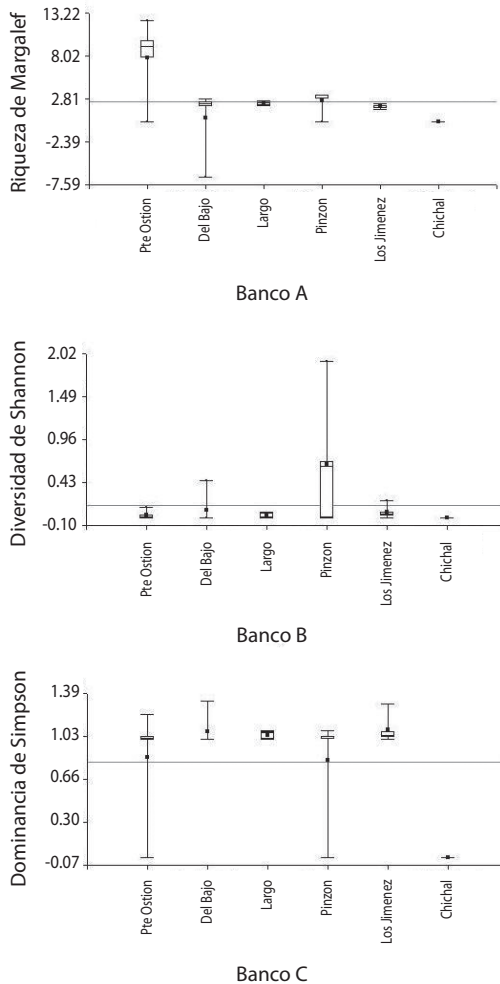 Riqueza de Margalef
13.22
8.02
2.81
-2.39
-7.59
Pte Ostion
Del Bajo
Largo
Pinzon
Los Jimenez
Chichal
Banco A
Diversidad de Shannon
2.02
1.49
0.96
0.43
-0.10
Pte Ostion
Del Bajo
Largo
Pinzon
Los Jimenez
Chichal
Banco B
Dominancia de Simpson
1.39
1.03
0.66
0.30
-0.07
Pte Ostion
Del Bajo
Largo
Pinzon
Los Jimenez
Chichal
Banco C